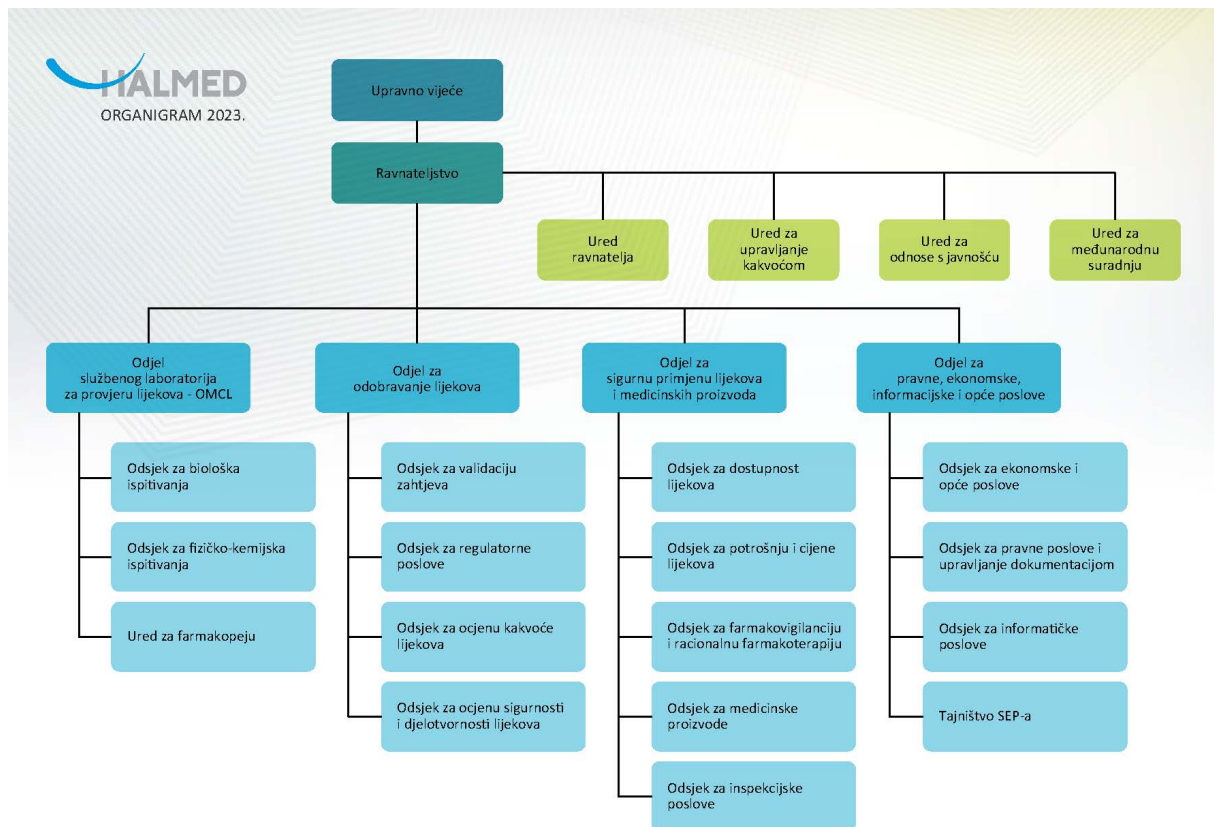 HALMED
ORGANIGRAM 2023.
Upravno vijeće
Ravnateljstvo
Ured
ravnatelja
Ured za
upravljanje
kakvoćom
Ured za
odnose s javnošću
Ured za
međunarodnu
suradnju
Odjel
službenog laboratorija
za provjeru lijekova - OMCL
Odjel za
odobravanje lijekova
Odjel za
sigurnu primjenu lijekova
i medicinskih proizvoda
Odjel za
pravne, ekonomske,
informacijske i opće poslove
Odsjek za biološka
ispitivanja
Odsjek za fizičko-kemijska
ispitivanja
Ured za farmakopeju
Odsjek za validaciju
zahtjeva
Odsjek za regulatorne
poslove
Odsjek za ocjenu kakvoće
lijekova
Odsjek za ocjenu sigurnosti
i djelotvornosti lijekova
Odsjek za dostupnost
lijekova
Odsjek za potrošnju i cijene
lijekova
Odsjek za farmakovigilanciju
i racionalnu farmakoterapiju
Odsjek za medicinske
proizvode
Odsjek za inspekcijske
poslove
Odsjek za ekonomske i
opće poslove
Odsjek za pravne poslove i
upravljanje dokumentacijom
Odsjek za informatičke
poslove
Tajništvo SEP-a